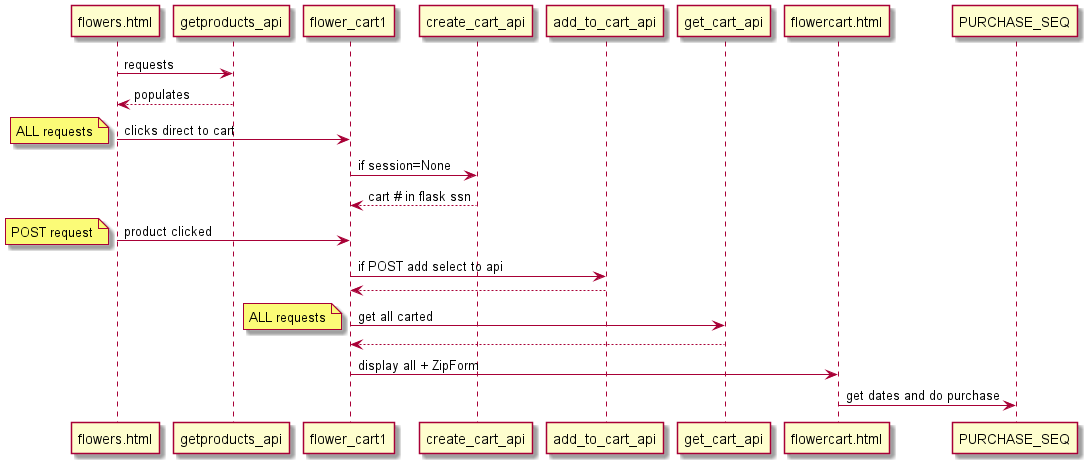 flowers.html getproducts_api flower_cart1 create_cart_api add_to_cart_api get_cart_api flowercart.html PURCHASE_SEQ
requests
populates
ALL requests clicks direct to cart
if session=None
cart # in flask ssn
POST request product clicked
if POST add select to api
ALL requests get all carted
display all + ZipForm
get dates and do purchase
flowers.html getproducts_api flower_cart1 create_cart_api add_to_cart_api get_cart_api flowercart.html PURCHASE_SEQ